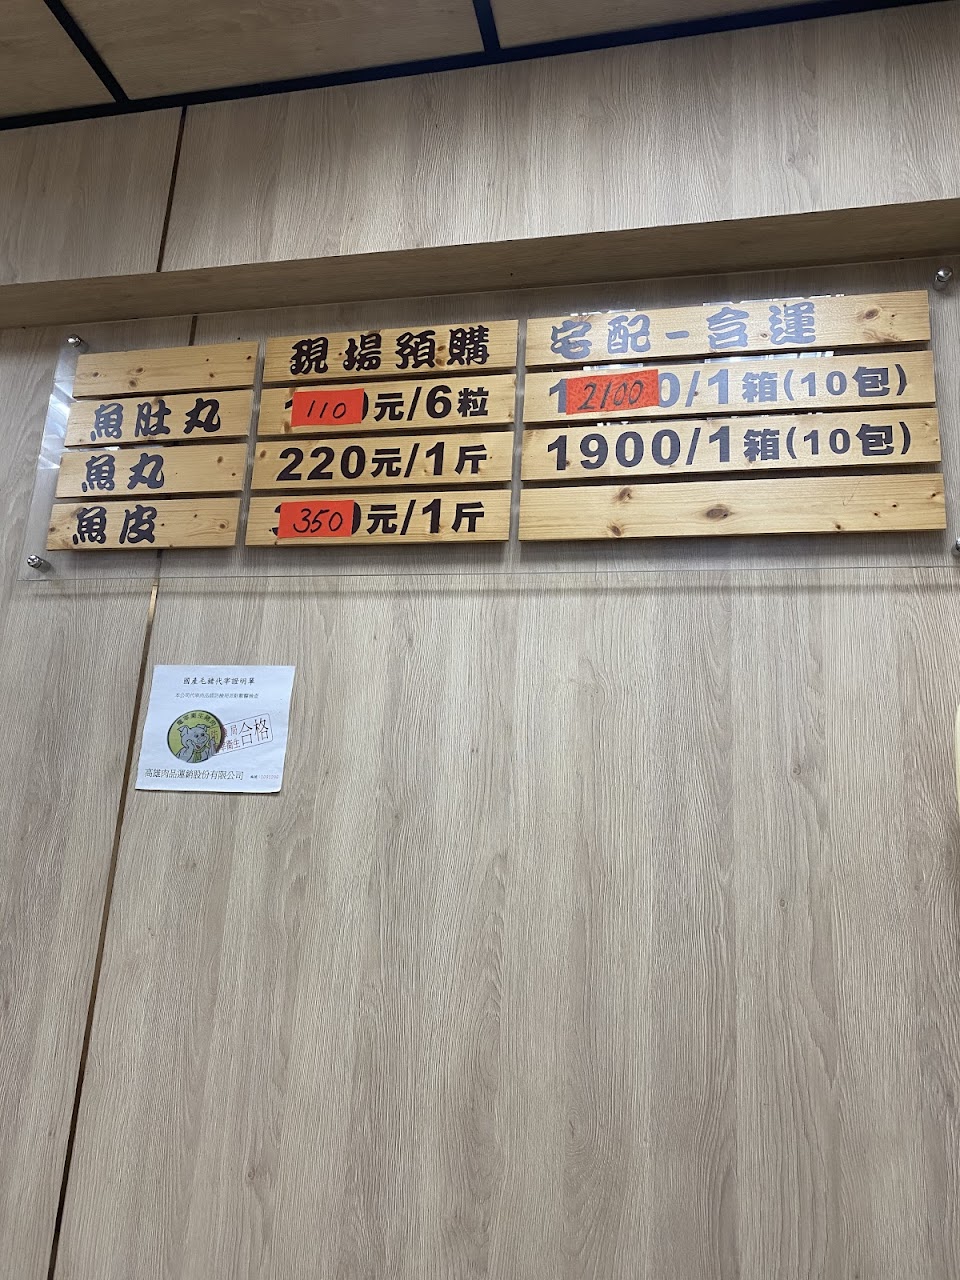 現場預購 宅配-含運
魚肚丸 110元/6粒 2100/1箱(10包)
魚丸 220元/1斤 1900/1箱(10包)
魚皮 350元/1斤
國產毛豬代宰證明單
合格
高雄肉品運銷股份有限公司